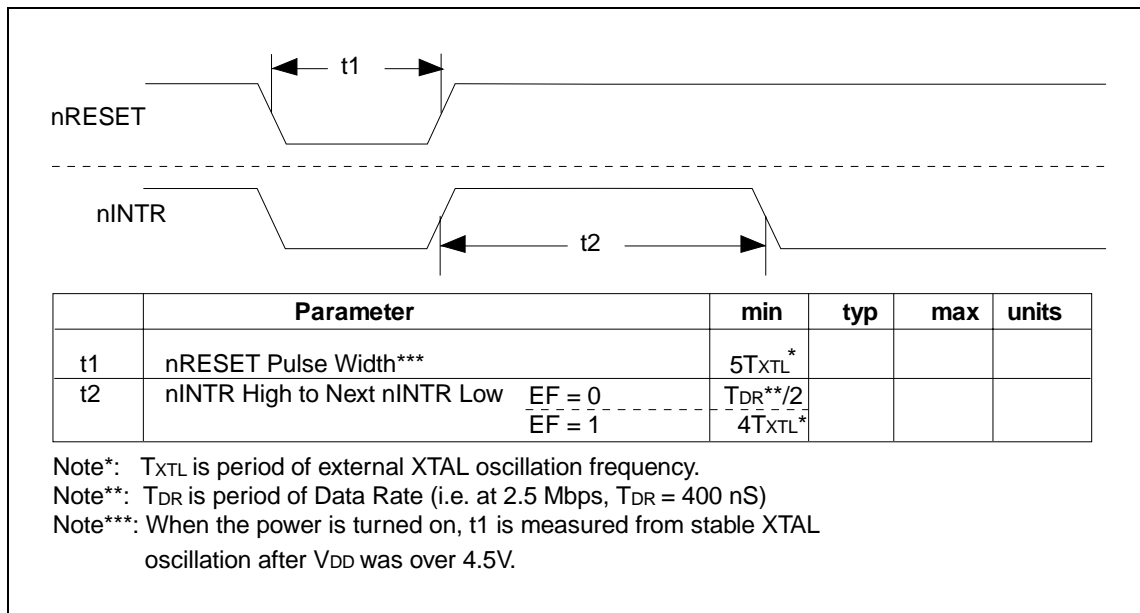 t1
nRESET
nINTR
t2
Parameter min typ max units
t1 nRESET Pulse Width*** 5TXTL*
t2 nINTR High to Next nINTR Low EF = 0 TDR**/2
EF = 1 4TXTL*
Note*: TXTL is period of external XTAL oscillation frequency.
Note**: TDR is period of Data Rate (i.e. at 2.5 Mbps, TDR = 400 nS)
Note***: When the power is turned on, t1 is measured from stable XTAL
oscillation after VDD was over 4.5V.